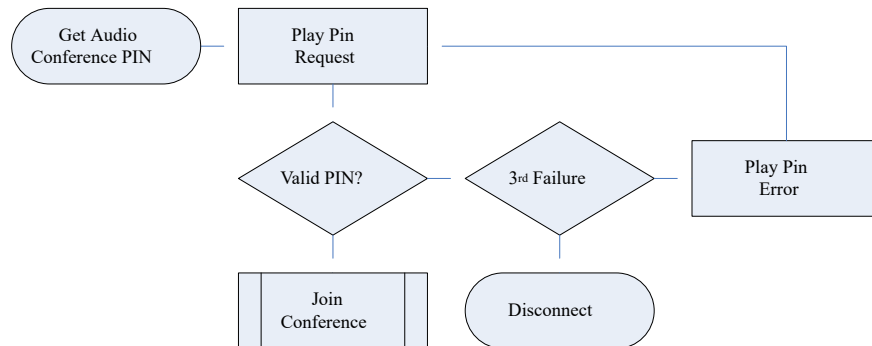 Get Audio
Conference PIN
Play Pin
Request
Valid PIN?
3rd Failure
Play Pin
Error
Join
Conference
Disconnect